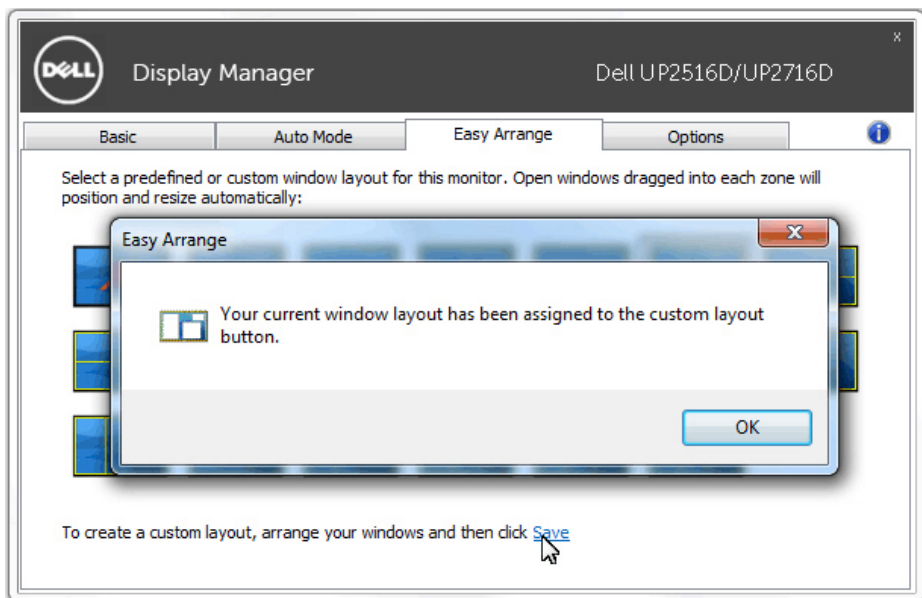 DELL
Display Manager
Dell UP2516D/UP2716D
x
Basic
Auto Mode
Easy Arrange
Options
i
Select a predefined or custom window layout for this monitor. Open windows dragged into each zone will
position and resize automatically:
Easy Arrange
X
Your current window layout has been assigned to the custom layout
button.
OK
To create a custom layout, arrange your windows and then click Save